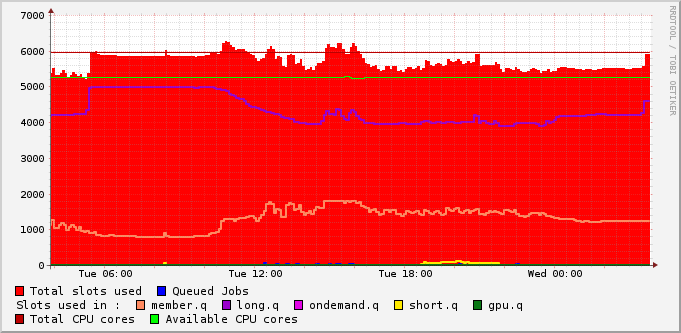 7000
6000
5000
4000
3000
2000
1000
0
Tue 06:00 Tue 12:00 Tue 18:00 Wed 00:00
Total slots used Queued Jobs
Slots used in : member.q long.q ondemand.q short.q gpu.q
Total CPU cores Available CPU cores
RRDTOOL / TOBI OETIKER